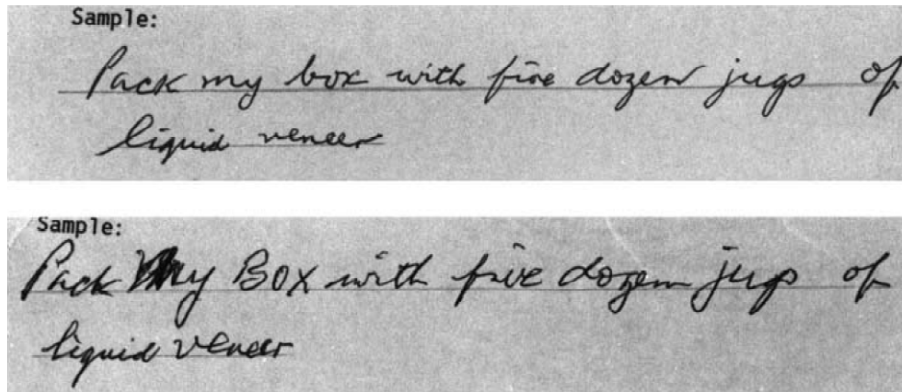 Sample:
Pack my box with five dozen jugs of
liquid veneer
Sample:
Pack My Box with five dozen jugs of
liquid veneer